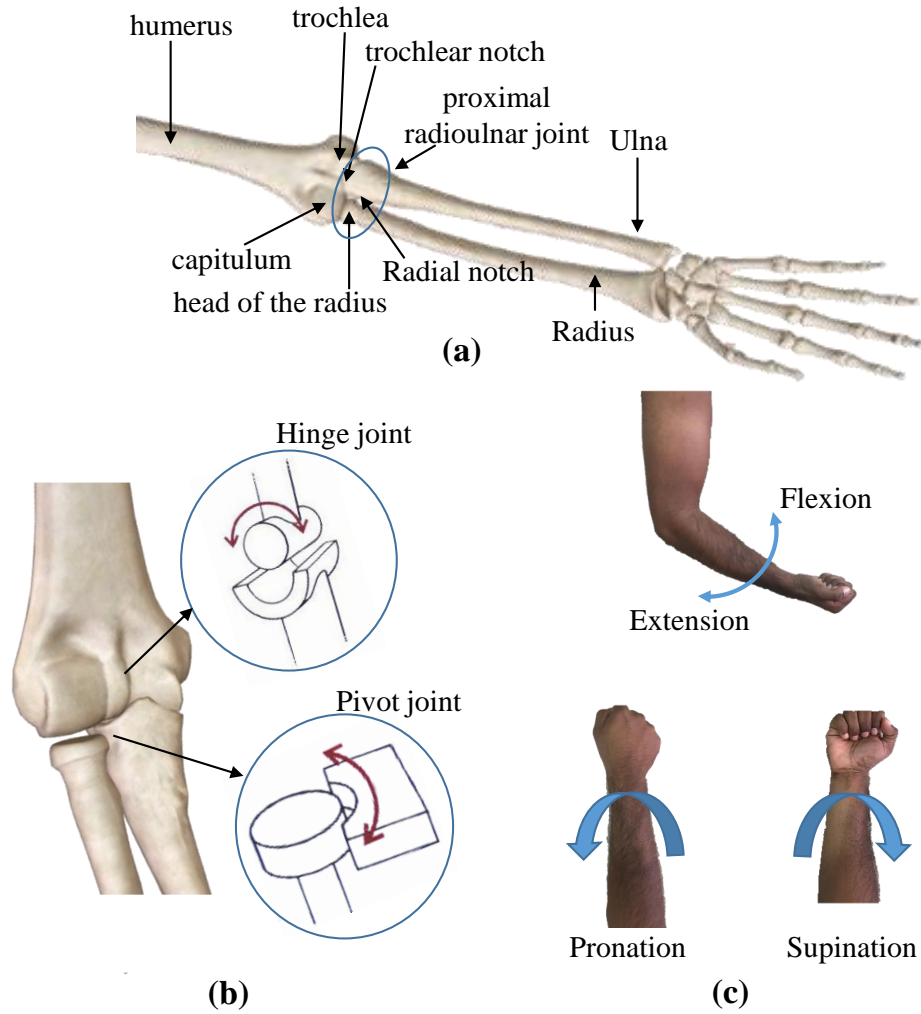 trochlea
humerus
trochlear notch
proximal
radioulnar joint
Ulna
capitulum
Radial notch
head of the radius
Radius
(a)
Hinge joint
Flexion
Extension
Pivot joint
Pronation
Supination
(b)
(c)